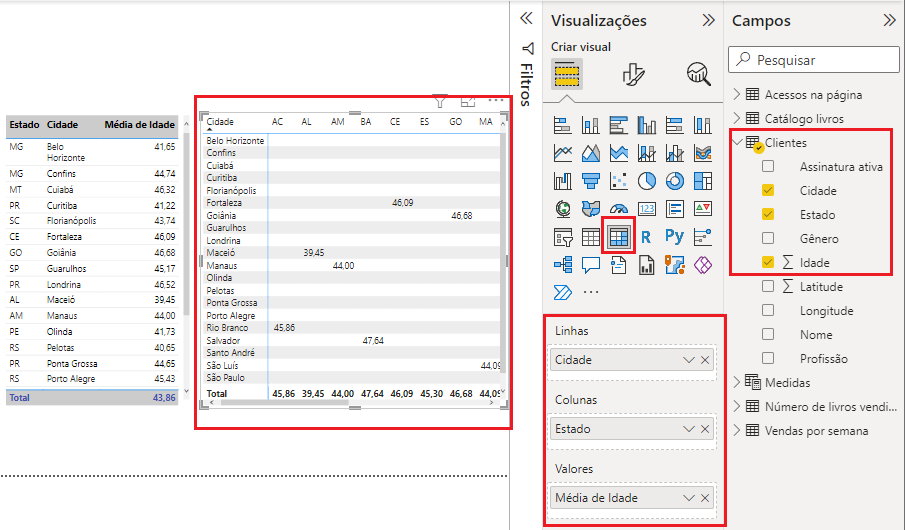 Estado Cidade Média de Idade
MG Belo Horizonte 41,65
MG Confins 44,74
MT Cuiabá 46,32
PR Curitiba 41,22
SC Florianópolis 43,74
CE Fortaleza 46,09
GO Goiânia 46,68
SP Guarulhos 45,17
PR Londrina 46,52
AL Maceió 39,45
AM Manaus 44,00
PE Olinda 41,73
RS Pelotas 40,65
PR Ponta Grossa 44,65
RS Porto Alegre 45,43
Total 43,86
Cidade AC AL AM BA CE ES GO MA
Belo Horizonte
Confins
Cuiabá
Curitiba
Florianópolis
Fortaleza 46,09
Goiânia 46,68
Guarulhos
Londrina
Maceió 39,45
Manaus 44,00
Olinda
Pelotas
Ponta Grossa
Porto Alegre
Rio Branco 45,86
Salvador 47,64
Santo André
São Luís 44,09
São Paulo
Total 45,86 39,45 44,00 47,64 46,09 45,30 46,68 44,09
Filtros
Visualizações
Criar visual
123
R Py
...
Linhas
Cidade
Colunas
Estado
Valores
Média de Idade
Campos
Pesquisar
Acessos na página
Catálogo livros
Clientes
Assinatura ativa
Cidade
Estado
Gênero
∑ Idade
∑ Latitude
Longitude
Nome
Profissão
Medidas
Número de livros vendi...
Vendas por semana